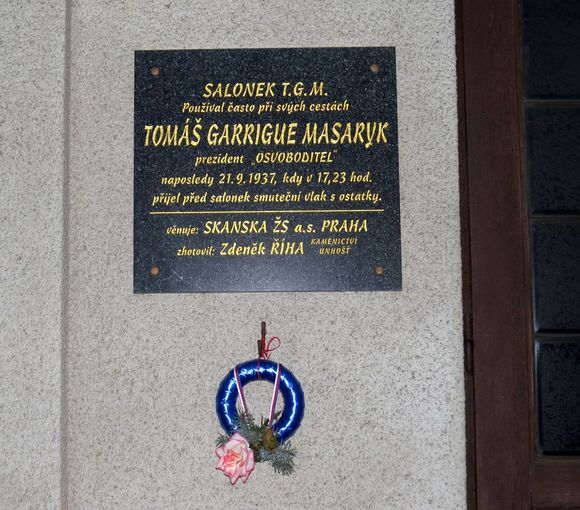 SALONEK T.G.M.
Používal často při svých cestách
TOMÁŠ GARRIGUE MASARYK
prezident „OSVOBODITEL"
naposledy 21.9.1937, kdy v 17,23 hod.
přijel před salonek smuteční vlak s ostatky.
věnuje: SKANSKA ŽS a.s. PRAHA
zhotovil: Zdeněk ŘÍHA KAMENICTVÍ
UNHOŠŤ